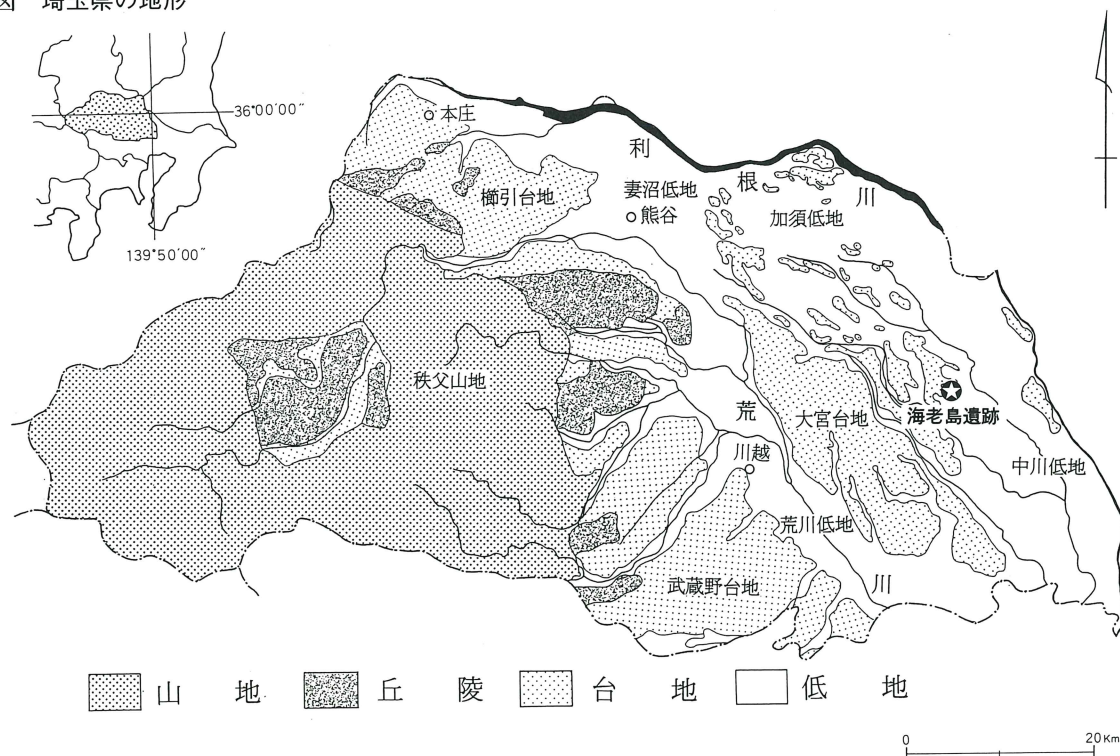 図 埼玉県の地形
36°00'00"
139°50'00"
本庄
利根川
櫛引台地
妻沼低地
熊谷
加須低地
秩父山地
荒川
大宮台地
海老島遺跡
川越
中川低地
荒川低地
武蔵野台地
山地 丘陵 台地 低地
0 20Km